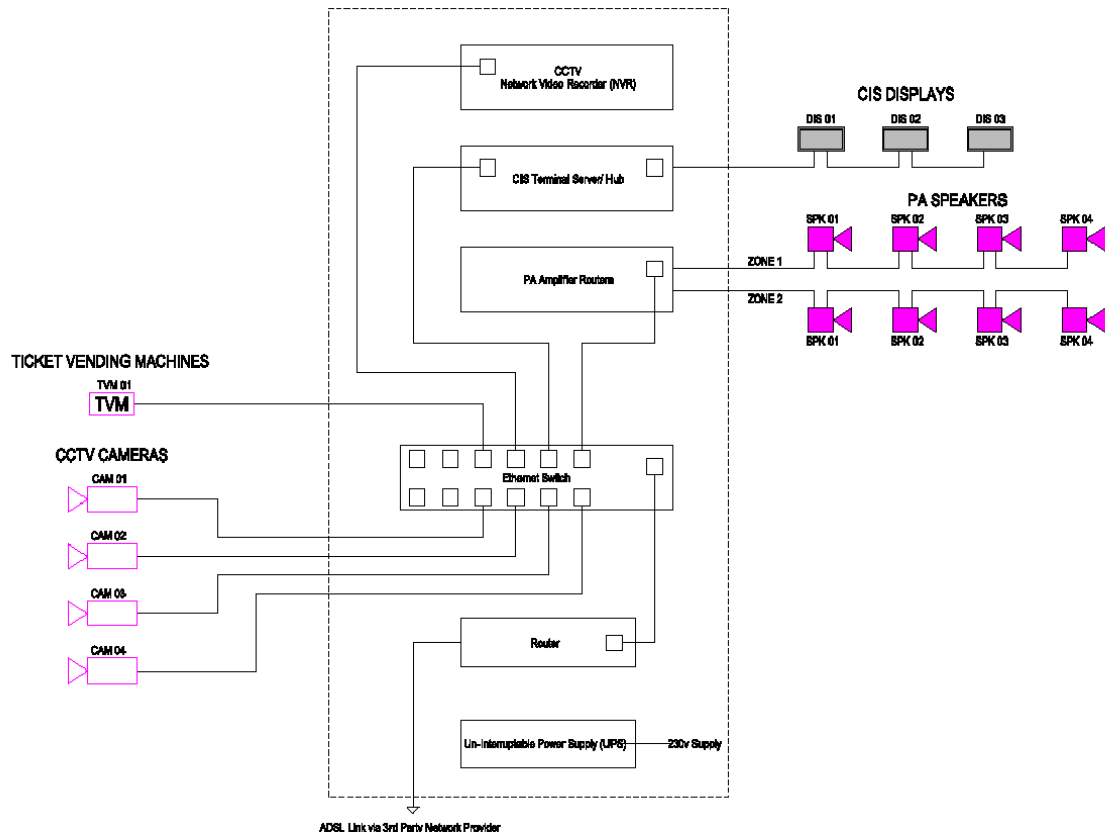 CCTV
Network Video Recorder (NVR)
CIS DISPLAYS
DIS 01
DIS 02
DIS 03
CIS Terminal Server/ Hub
PA SPEAKERS
SPK 01
SPK 02
SPK 03
SPK 04
ZONE 1
PA Amplifier Routers
ZONE 2
SPK 01
SPK 02
SPK 03
SPK 04
TICKET VENDING MACHINES
TVM 01
TVM
CCTV CAMERAS
CAM 01
Ethernet Switch
CAM 02
CAM 03
CAM 04
Router
Un-Interruptable Power Supply (UPS)
230v Supply
ADSL Link via 3rd Party Network Provider